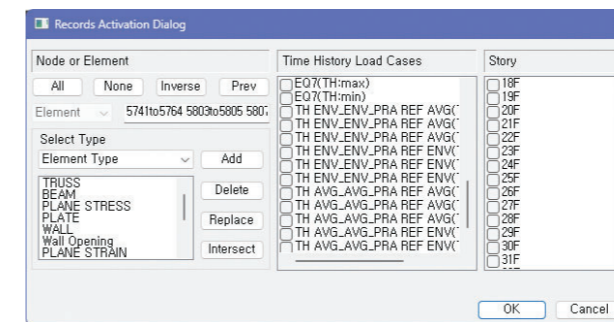 Records Activation Dialog
Node or Element
All None Inverse Prev
Element 5741to5764 5803to5805 5807
Select Type
Element Type Add
TRUSS
BEAM
PLANE STRESS
PLATE
WALL
Wall Opening
PLANE STRAIN
Delete
Replace
Intersect
Time History Load Cases
EQ7(TH:max)
EQ7(TH:min)
TH ENV_ENV_PRA REF AVG(
TH ENV_ENV_PRA REF AVG(
TH ENV_ENV_PRA REF AVG(
TH ENV_ENV_PRA REF ENV(
TH ENV_ENV_PRA REF ENV(
TH ENV_ENV_PRA REF ENV(
TH AVG_AVG_PRA REF AVG(
TH AVG_AVG_PRA REF AVG(
TH AVG_AVG_PRA REF AVG(
TH AVG_AVG_PRA REF ENV(
TH AVG_AVG_PRA REF ENV(
Story
18F
19F
20F
21F
22F
23F
24F
25F
26F
27F
28F
29F
30F
31F
OK Cancel